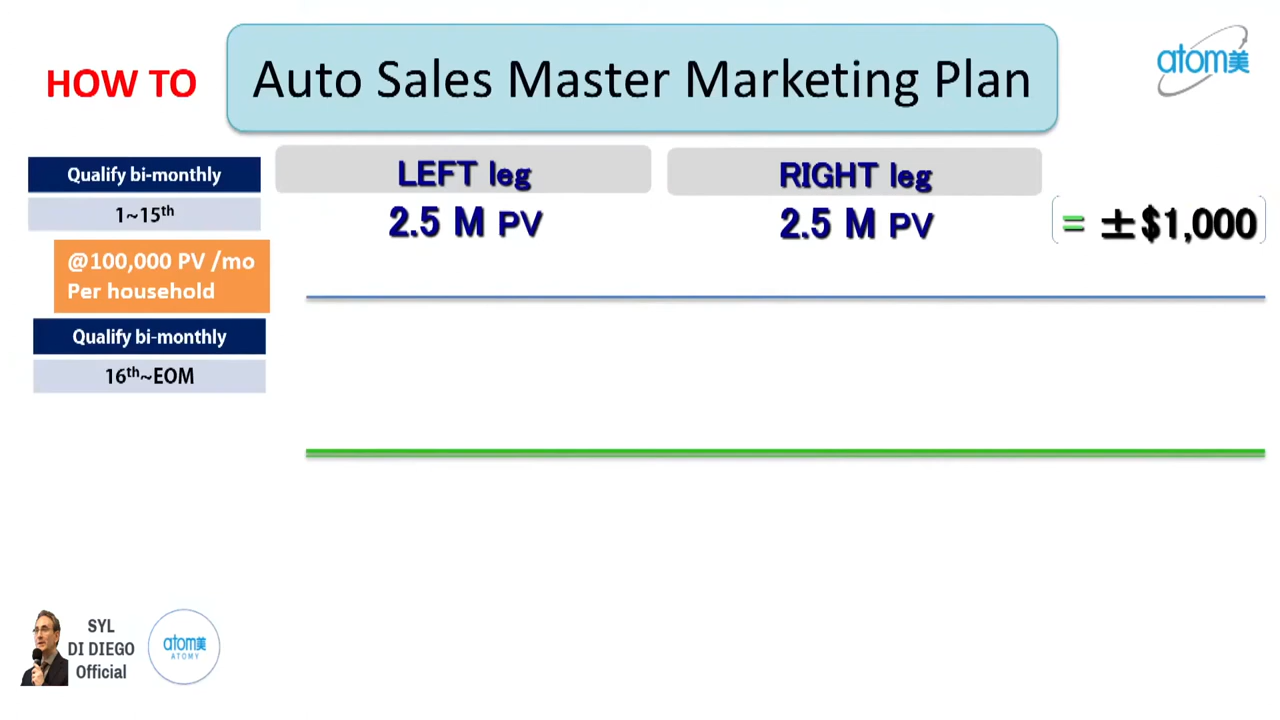 HOW TO
Auto Sales Master Marketing Plan
atom美
Qualify bi-monthly
1~15th
@100,000 PV /mo
Per household
Qualify bi-monthly
16th~EOM
LEFT leg
RIGHT leg
2.5 M PV
2.5 M PV
= ±$1,000
SYL
DI DIEGO
Official
atom美
ATOMY